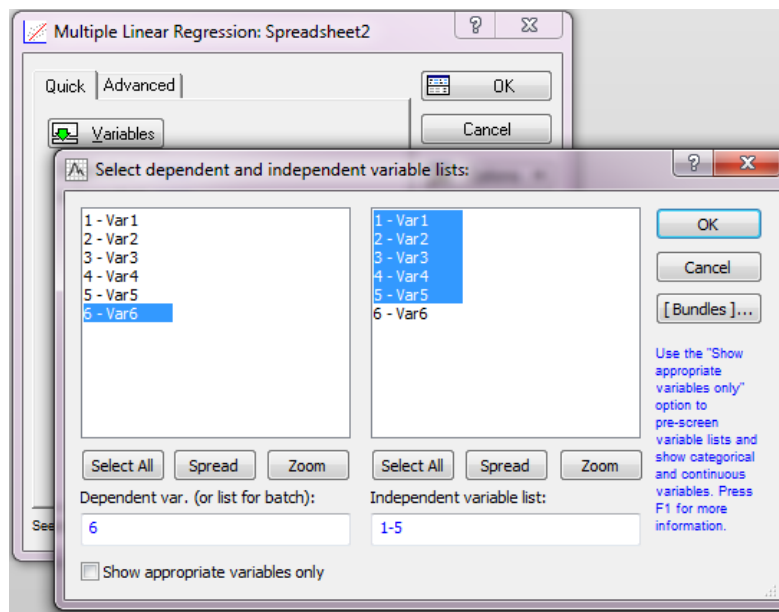 Multiple Linear Regression: Spreadsheet2
Quick
Advanced
OK
Variables
Cancel
Select dependent and independent variable lists:
1 - Var1
2 - Var2
3 - Var3
4 - Var4
5 - Var5
6 - Var6
1 - Var1
2 - Var2
3 - Var3
4 - Var4
5 - Var5
6 - Var6
OK
Cancel
[ Bundles ]...
Use the "Show
appropriate
variables only"
option to
pre-screen
variable lists and
show categorical
and continuous
variables. Press
F1 for more
information.
Select All
Spread
Zoom
Select All
Spread
Zoom
Dependent var. (or list for batch):
Independent variable list:
See
6
1-5
Show appropriate variables only